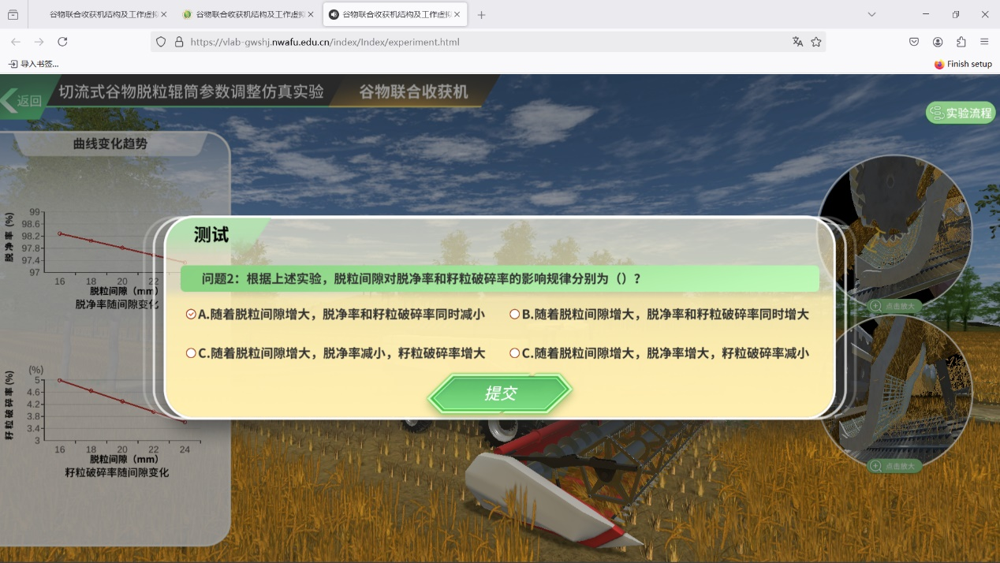 谷物联合收获机结构及工作虚拟
谷物联合收获机结构及工作虚拟
谷物联合收获机结构及工作虚拟
https://vlab-gwshj.nwafu.edu.cn/index/Index/experiment.html
导入书签...
Finish setup
返回
切流式谷物脱粒辊筒参数调整仿真实验
谷物联合收获机
实验流程
曲线变化趋势
脱净率 (%)
99
98.6
98.2
97.8
97.4
97
16 18 20 22
脱粒间隙 (mm)
脱净率随间隙变化
测试
问题2：根据上述实验，脱粒间隙对脱净率和籽粒破碎率的影响规律分别为（）？
A.随着脱粒间隙增大，脱净率和籽粒破碎率同时减小
B.随着脱粒间隙增大，脱净率和籽粒破碎率同时增大
C.随着脱粒间隙增大，脱净率减小，籽粒破碎率增大
C.随着脱粒间隙增大，脱净率增大，籽粒破碎率减小
提交
点击放大
点击放大
籽粒破碎率 (%)
(%)
5
4.6
4.2
3.8
3.4
3
16 18 20 22 24
脱粒间隙（mm）
籽粒破碎率随间隙变化